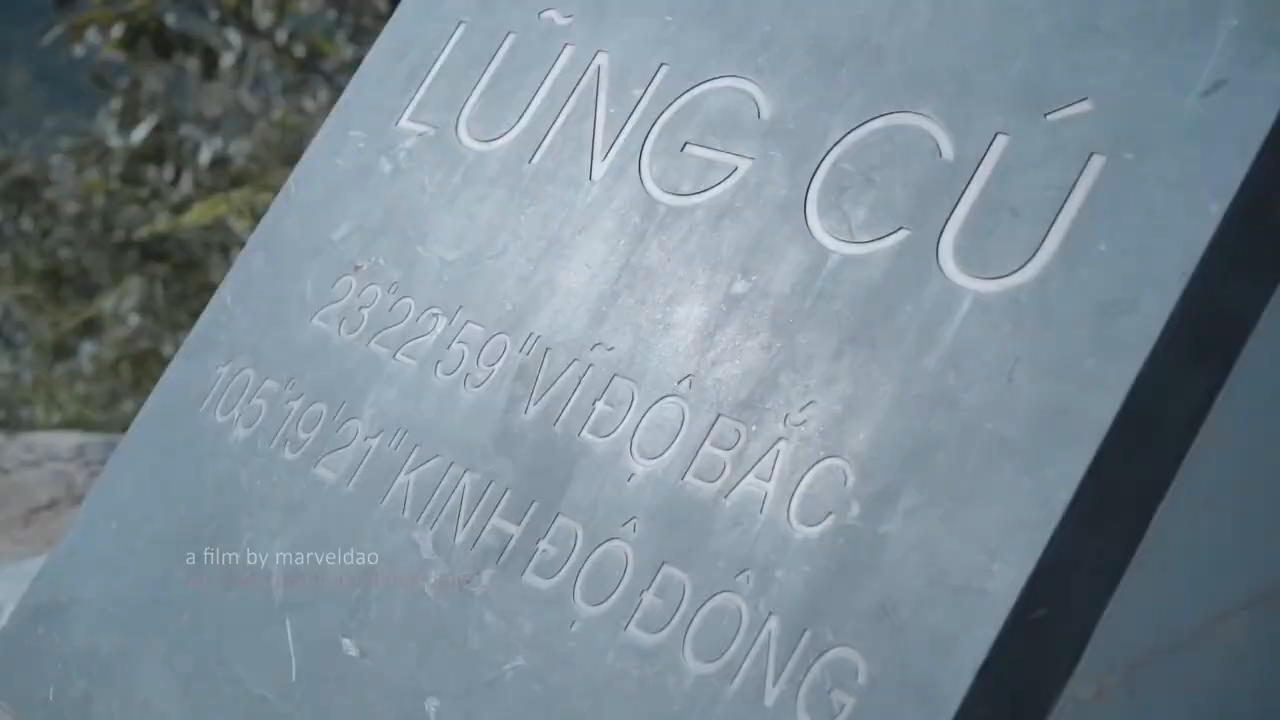 LŨNG CÚ
23°22'59" VĨ ĐỘ BẮC
105°19'21" KINH ĐỘ ĐÔNG
a film by marveldao